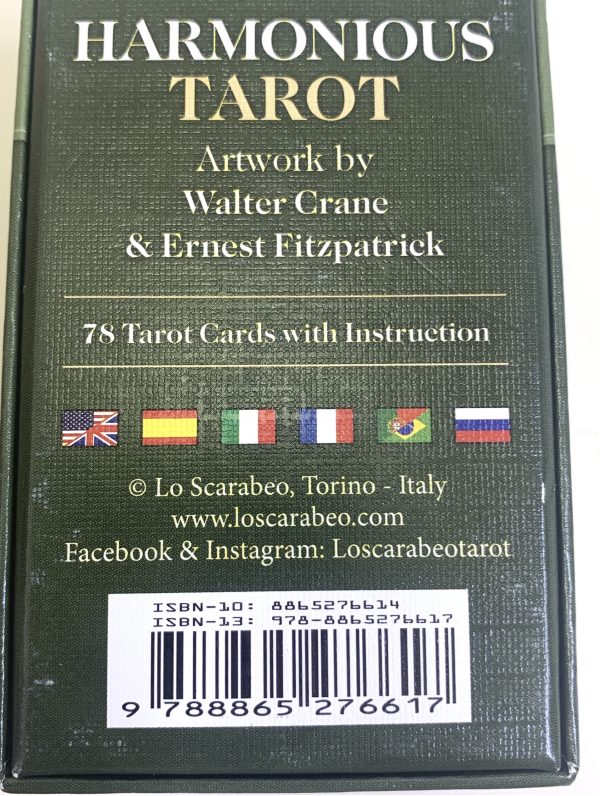 HARMONIOUS
TAROT
Artwork by
Walter Crane
& Ernest Fitzpatrick
78 Tarot Cards with Instruction
© Lo Scarabeo, Torino - Italy
www.loscarabeo.com
Facebook & Instagram: Loscarabeotarot
ISBN-10: 8865276614
ISBN-13: 978-8865276617
9 788865 276617